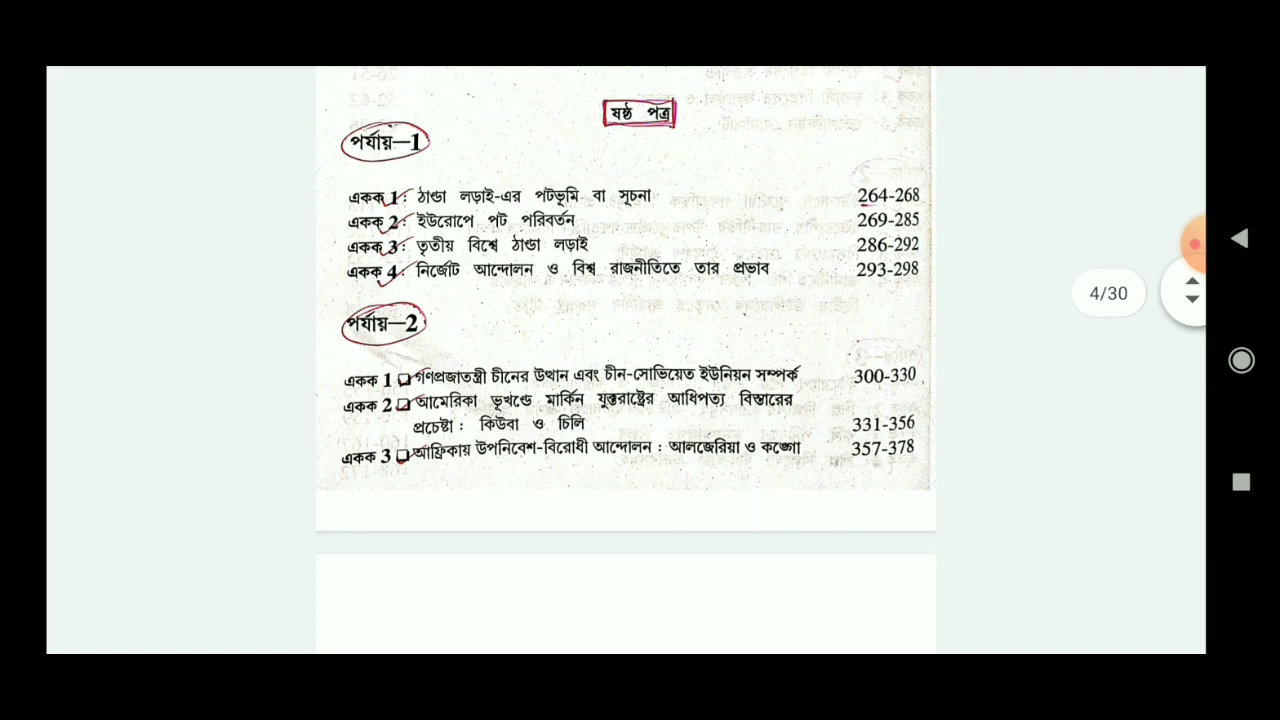 ষষ্ঠ পত্র
পর্যায়—1
একক 1: ঠাণ্ডা লড়াই-এর পটভূমি বা সূচনা 264-268
একক 2: ইউরোপে পট পরিবর্তন 269-285
একক 3: তৃতীয় বিশ্বে ঠাণ্ডা লড়াই 286-292
একক 4: নির্জোট আন্দোলন ও বিশ্ব রাজনীতিতে তার প্রভাব 293-298
4/30
পর্যায়—2
একক 1 গণপ্রজাতন্ত্রী চীনের উত্থান এবং চীন-সোভিয়েত ইউনিয়ন সম্পর্ক 300-330
একক 2 আমেরিকা ভূখণ্ডে মার্কিন যুক্তরাষ্ট্রের আধিপত্য বিস্তারের
প্রচেষ্টা : কিউবা ও চিলি 331-356
একক 3 আফ্রিকায় উপনিবেশ-বিরোধী আন্দোলন : আলজেরিয়া ও কঙ্গো 357-378